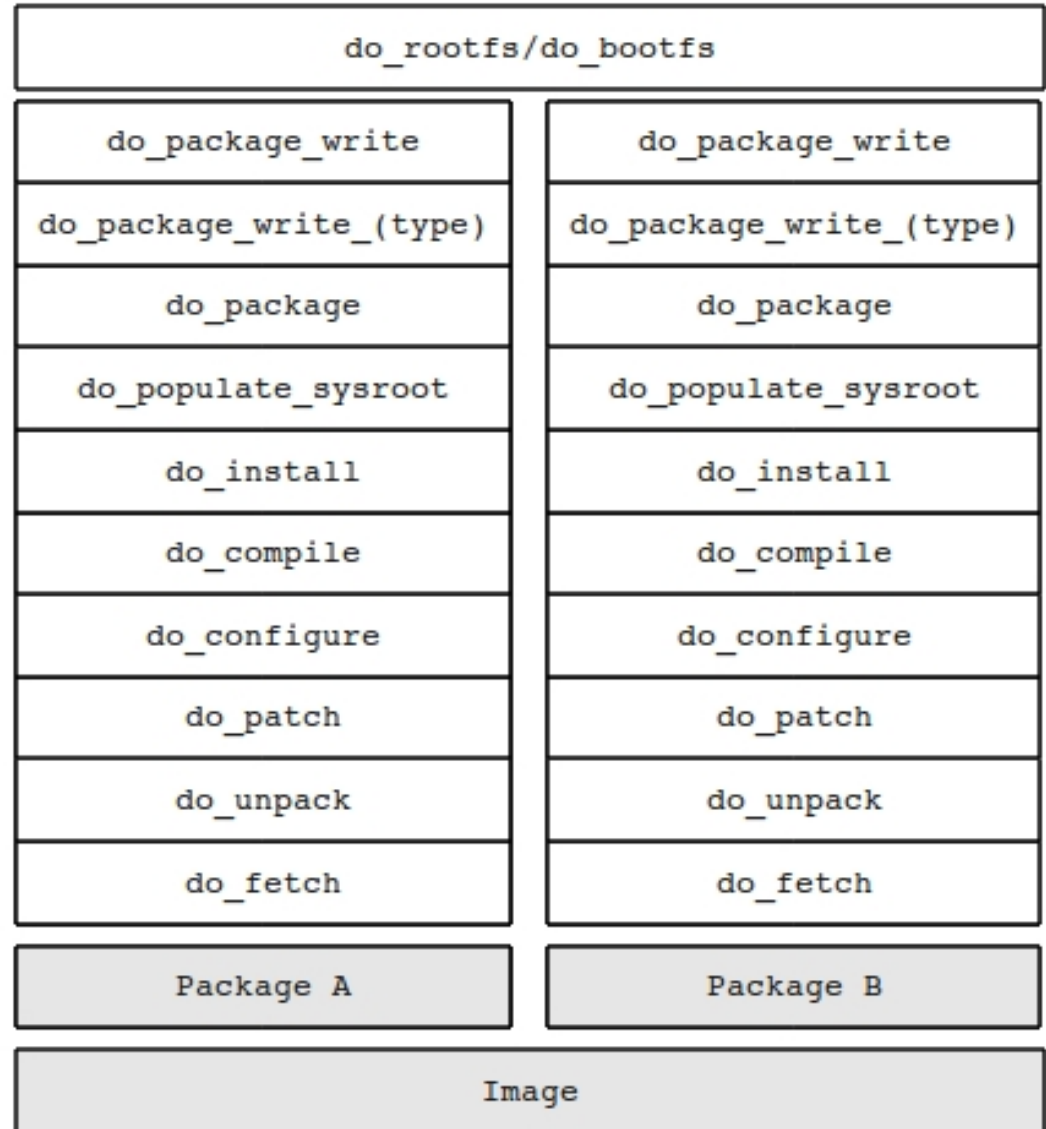 do_rootfs/do_bootfs
do_package_write
do_package_write_(type)
do_package
do_populate_sysroot
do_install
do_compile
do_configure
do_patch
do_unpack
do_fetch
Package A
do_package_write
do_package_write_(type)
do_package
do_populate_sysroot
do_install
do_compile
do_configure
do_patch
do_unpack
do_fetch
Package B
Image